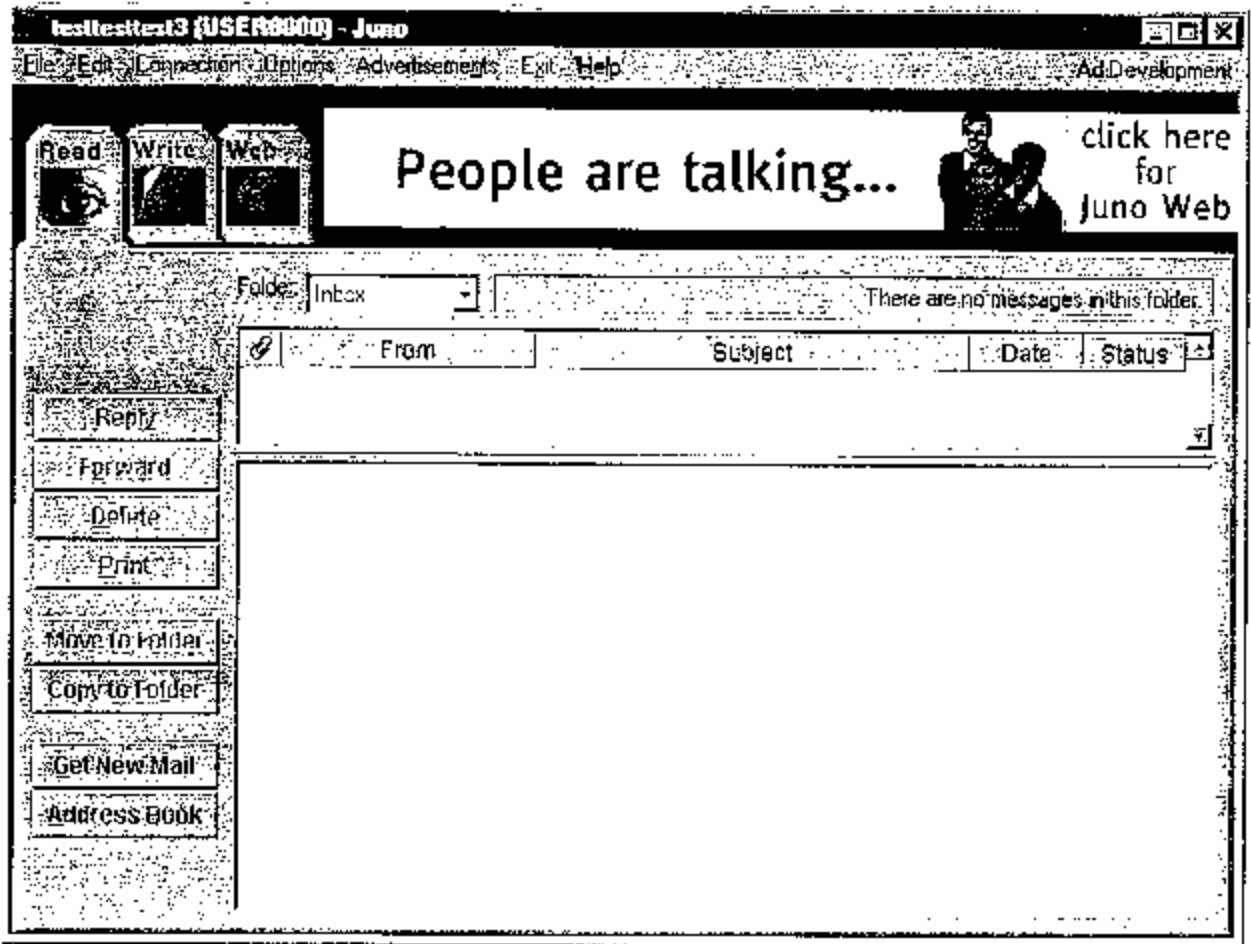 testtesttest3 (USER6000) - Juno
File Edit Connection Options Advertisements Exit Help Ad Development
Read Write Web
People are talking...
click here
for
Juno Web
Folder: Inbox There are no messages in this folder.
From Subject Date Status
Reply
Forward
Delete
Print
Move to Folder
Copy to Folder
Get New Mail
Address Book